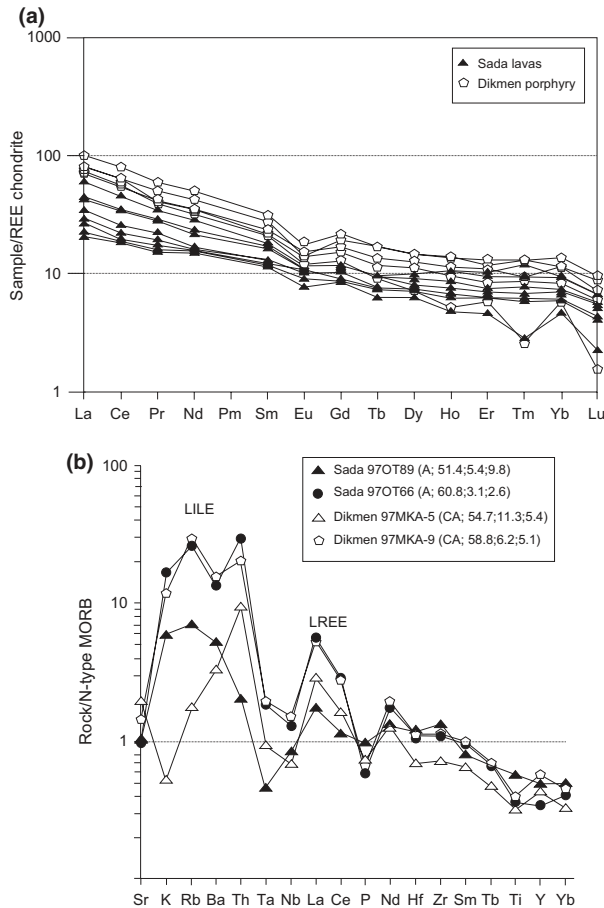 (a)
1000
100
10
1
Sample/REE chondrite
Sada lavas
Dikmen porphyry
La Ce Pr Nd Pm Sm Eu Gd Tb Dy Ho Er Tm Yb Lu
(b)
100
10
1
Rock/N-type MORB
Sada 97OT89 (A; 51.4;5.4;9.8)
Sada 97OT66 (A; 60.8;3.1;2.6)
Dikmen 97MKA-5 (CA; 54.7;11.3;5.4)
Dikmen 97MKA-9 (CA; 58.8;6.2;5.1)
LILE
LREE
Sr K Rb Ba Th Ta Nb La Ce P Nd Hf Zr Sm Tb Ti Y Yb